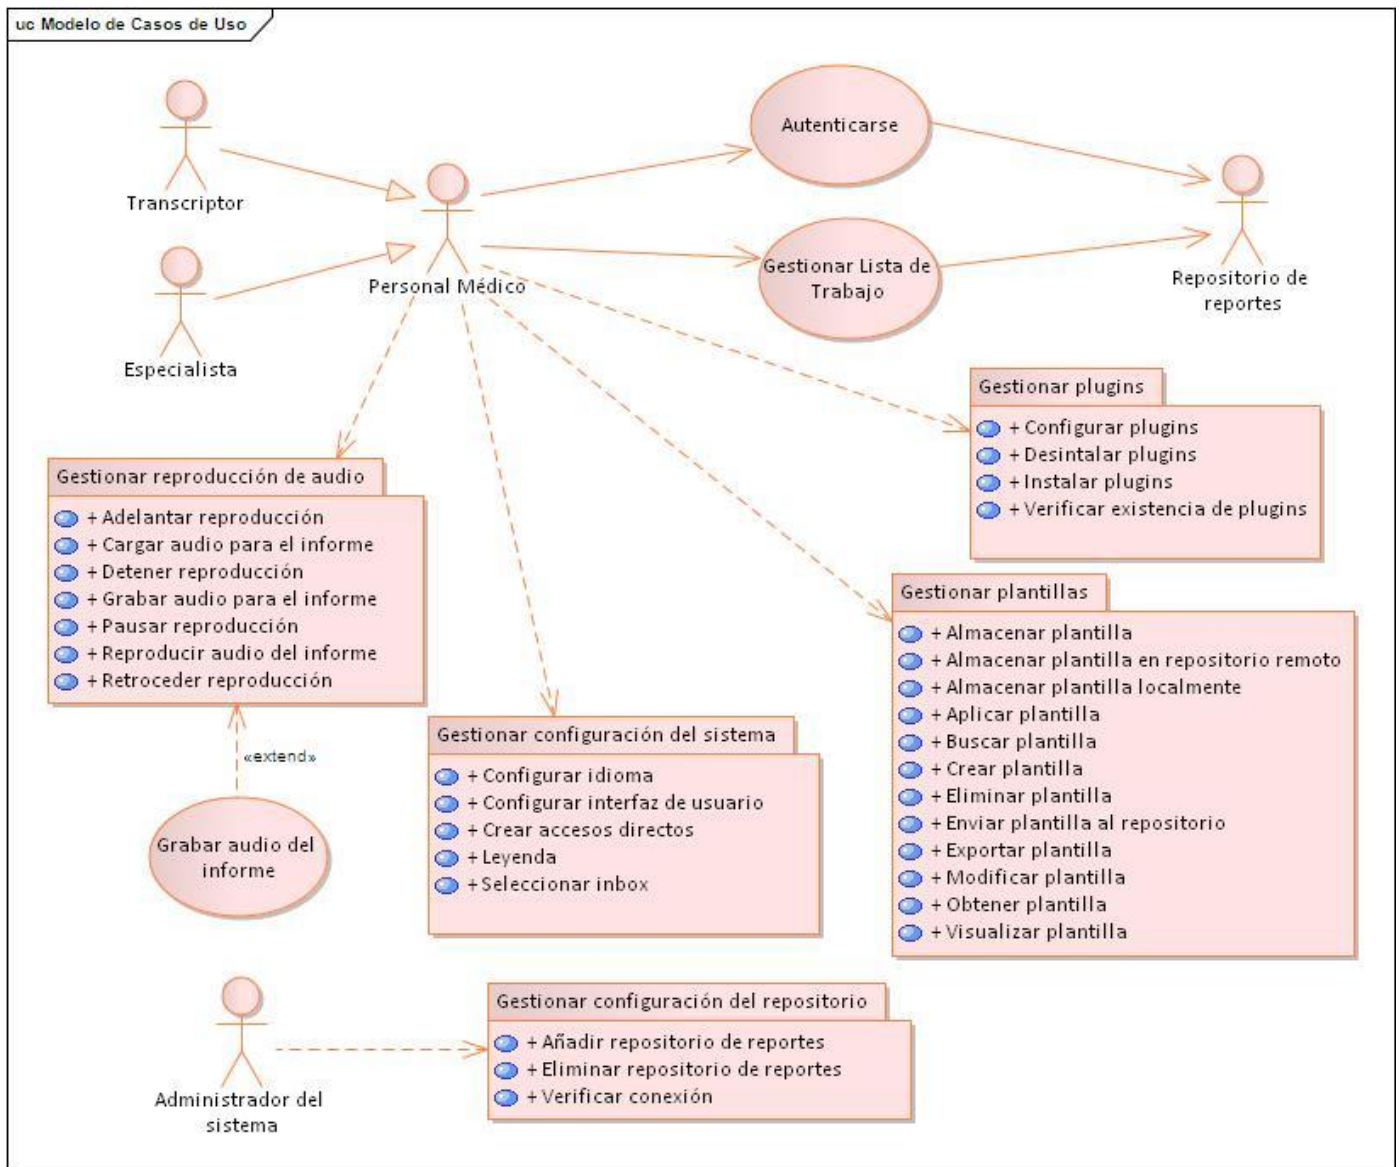 uc Modelo de Casos de Uso
Transcriptor
Especialista
Personal Médico
Autenticarse
Gestionar Lista de
Trabajo
Repositorio de
reportes
Gestionar plugins
+ Configurar plugins
+ Desintalar plugins
+ Instalar plugins
+ Verificar existencia de plugins
Gestionar reproducción de audio
+ Adelantar reproducción
+ Cargar audio para el informe
+ Detener reproducción
+ Grabar audio para el informe
+ Pausar reproducción
+ Reproducir audio del informe
+ Retroceder reproducción
«extend»
Grabar audio del
informe
Gestionar configuración del sistema
+ Configurar idioma
+ Configurar interfaz de usuario
+ Crear accesos directos
+ Leyenda
+ Seleccionar inbox
Gestionar plantillas
+ Almacenar plantilla
+ Almacenar plantilla en repositorio remoto
+ Almacenar plantilla localmente
+ Aplicar plantilla
+ Buscar plantilla
+ Crear plantilla
+ Eliminar plantilla
+ Enviar plantilla al repositorio
+ Exportar plantilla
+ Modificar plantilla
+ Obtener plantilla
+ Visualizar plantilla
Administrador del
sistema
Gestionar configuración del repositorio
+ Añadir repositorio de reportes
+ Eliminar repositorio de reportes
+ Verificar conexión